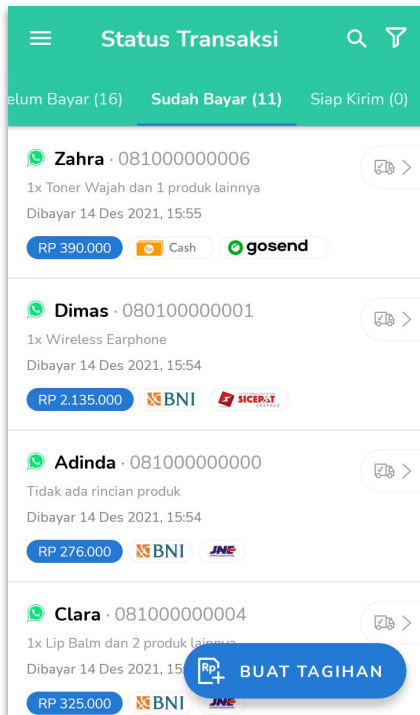 Status Transaksi
elum Bayar (16) Sudah Bayar (11) Siap Kirim (0)
Zahra · 081000000006
1x Toner Wajah dan 1 produk lainnya
Dibayar 14 Des 2021, 15:55
RP 390.000 Cash gosend
Dimas · 080100000001
1x Wireless Earphone
Dibayar 14 Des 2021, 15:54
RP 2.135.000 BNI SICEPAT EKSPRES
Adinda · 081000000000
Tidak ada rincian produk
Dibayar 14 Des 2021, 15:54
RP 276.000 BNI JNE
Clara · 081000000004
1x Lip Balm dan 2 produk lainnya
Dibayar 14 Des 2021, 15
RP BUAT TAGIHAN
RP 325.000 BNI JNE